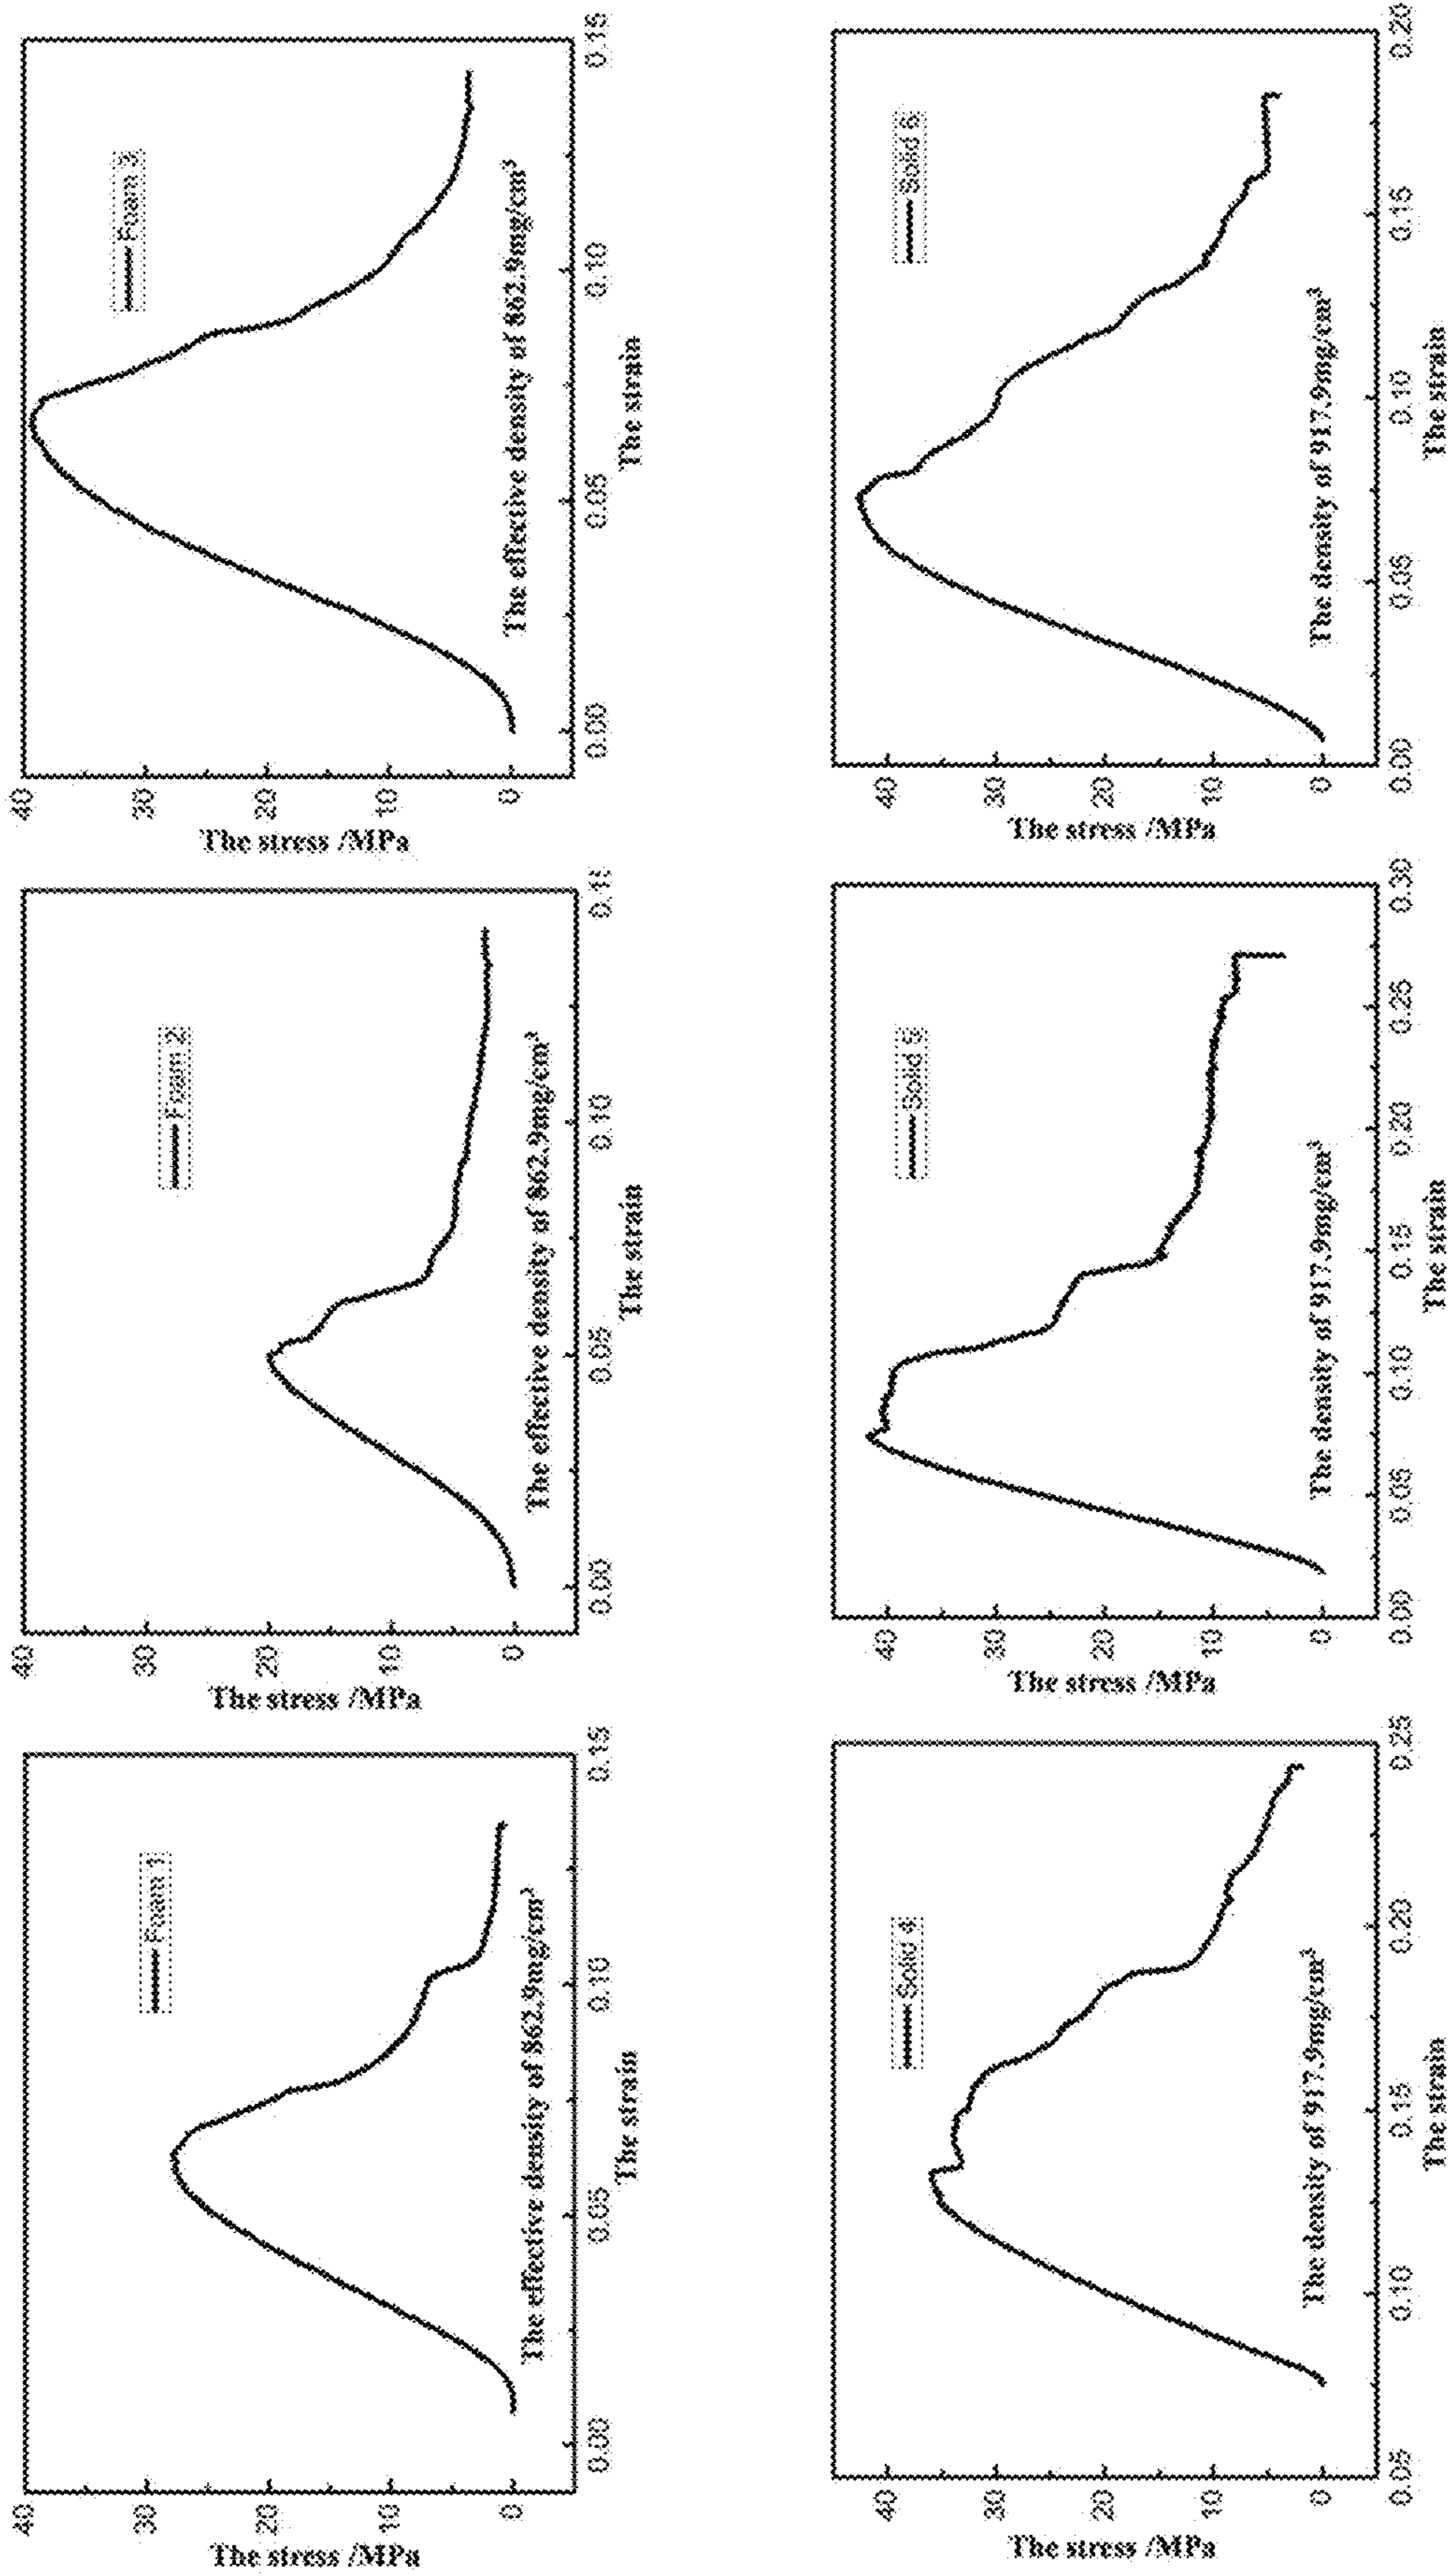 Foam 1
The effective density of 862.9mg/cm³
The stress /MPa
40
30
20
10
0
0.00
0.05
0.10
0.15
The strain
Foam 2
The effective density of 862.9mg/cm³
The stress /MPa
40
30
20
10
0
0.00
0.05
0.10
The strain
Foam 3
The effective density of 862.9mg/cm³
The stress /MPa
40
30
20
10
0
0.00
0.05
0.10
0.15
The strain
Solid 4
The density of 917.9mg/cm³
The stress /MPa
40
30
20
10
0
0.05
0.10
0.15
0.20
0.25
The strain
Solid 5
The density of 917.9mg/cm³
The stress /MPa
40
30
20
10
0
0.00
0.05
0.10
0.15
0.20
0.25
0.30
The strain
Solid 6
The density of 917.9mg/cm³
The stress /MPa
40
30
20
10
0
0.00
0.05
0.10
0.15
0.20
The strain